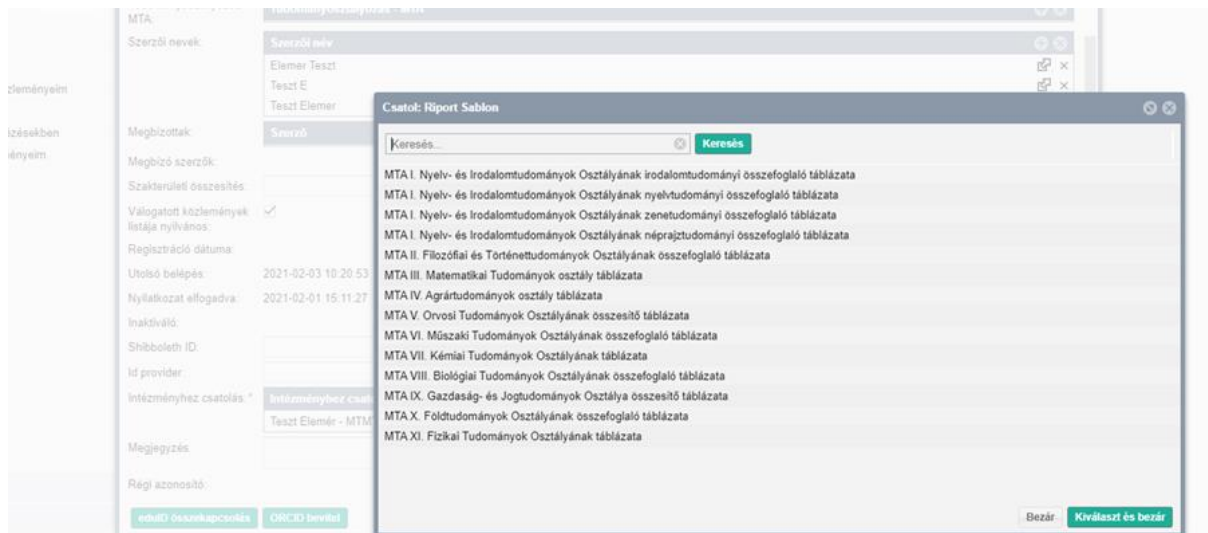 MTA:
Szerzői nevek:
Szerzői név
Elemer Teszt
Teszt E
Teszt Elemer
zleményeim
izésekben
ényeim
Megbízottak:
Szerző
Megbízó szerzők:
Szakterületi összesítés:
Válogatott közlemények
listája nyilvános:
Regisztráció dátuma:
Utolsó belépés:
2021-02-03 10:20:53
Nyilatkozat elfogadva:
2021-02-01 15:11:27
Inaktiváló:
Shibboleth ID:
Id provider:
Intézményhez csatolás: *
Intézményhez csat
Teszt Elemér - MTM
Megjegyzés:
Régi azonosító:
eduID összekapcsolás
ORCID bevitel
Csatol: Riport Sablon
Keresés...
Keresés
MTA I. Nyelv- és Irodalomtudományok Osztályának irodalomtudományi összefoglaló táblázata
MTA I. Nyelv- és Irodalomtudományok Osztályának nyelvtudományi összefoglaló táblázata
MTA I. Nyelv- és Irodalomtudományok Osztályának zenetudományi összefoglaló táblázata
MTA I. Nyelv- és Irodalomtudományok Osztályának néprajztudományi összefoglaló táblázata
MTA II. Filozófiai és Történettudományok Osztályának összefoglaló táblázata
MTA III. Matematikai Tudományok osztály táblázata
MTA IV. Agrártudományok osztály táblázata
MTA V. Orvosi Tudományok Osztályának összesítő táblázata
MTA VI. Műszaki Tudományok Osztályának összefoglaló táblázata
MTA VII. Kémiai Tudományok Osztályának táblázata
MTA VIII. Biológiai Tudományok Osztályának összefoglaló táblázata
MTA IX. Gazdaság- és Jogtudományok Osztálya összesítő táblázata
MTA X. Földtudományok Osztályának összefoglaló táblázata
MTA XI. Fizikai Tudományok Osztályának táblázata
Bezár
Kiválaszt és bezár